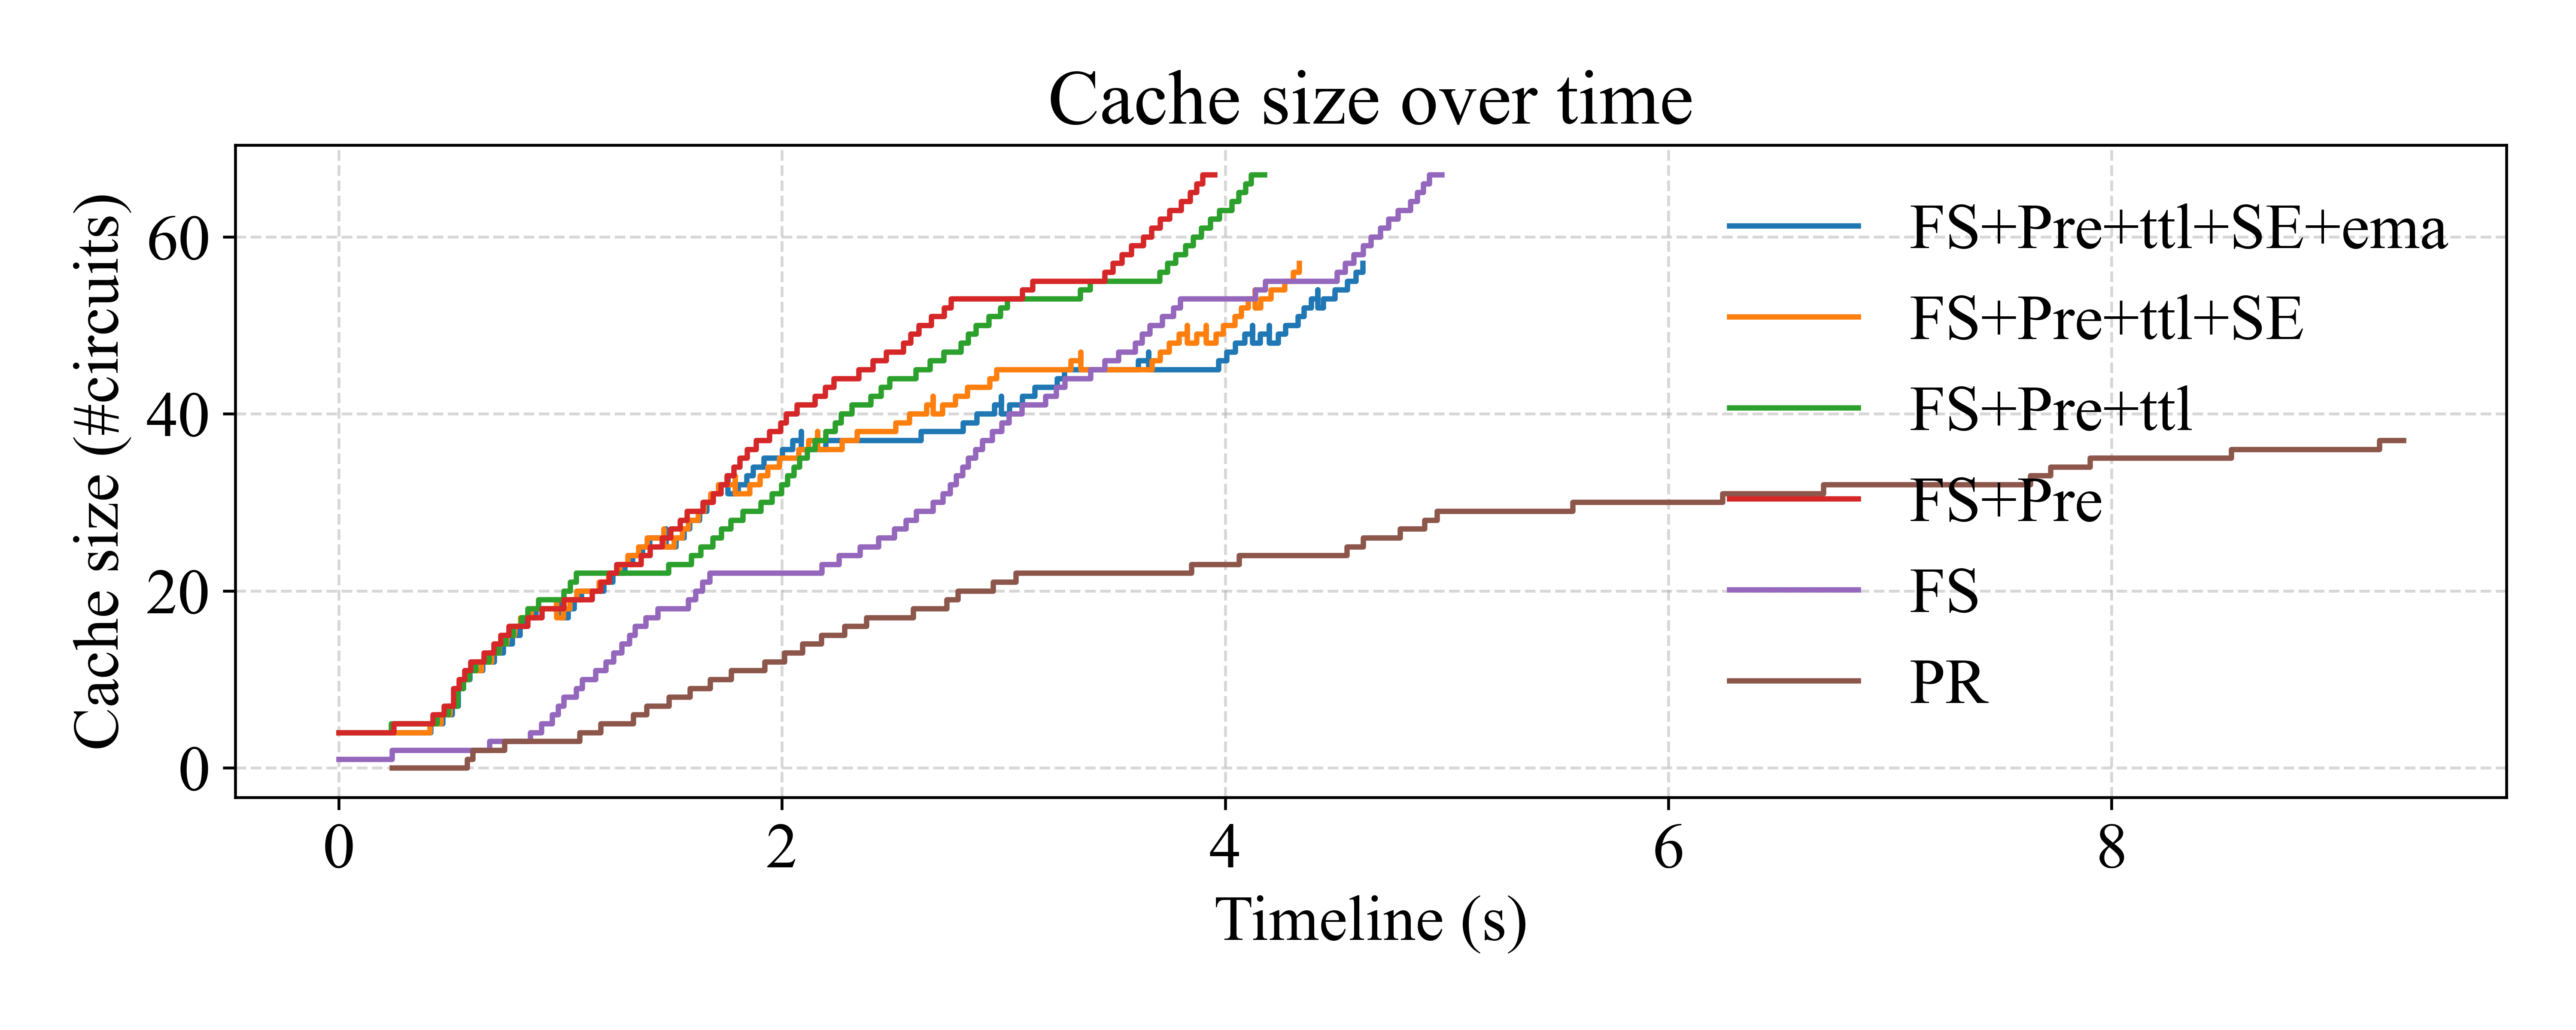 Cache size over time
Cache size (#circuits)
60
40
20
0
0 2 4 6 8
Timeline (s)
FS+Pre+ttl+SE+ema
FS+Pre+ttl+SE
FS+Pre+ttl
FS+Pre
FS
PR